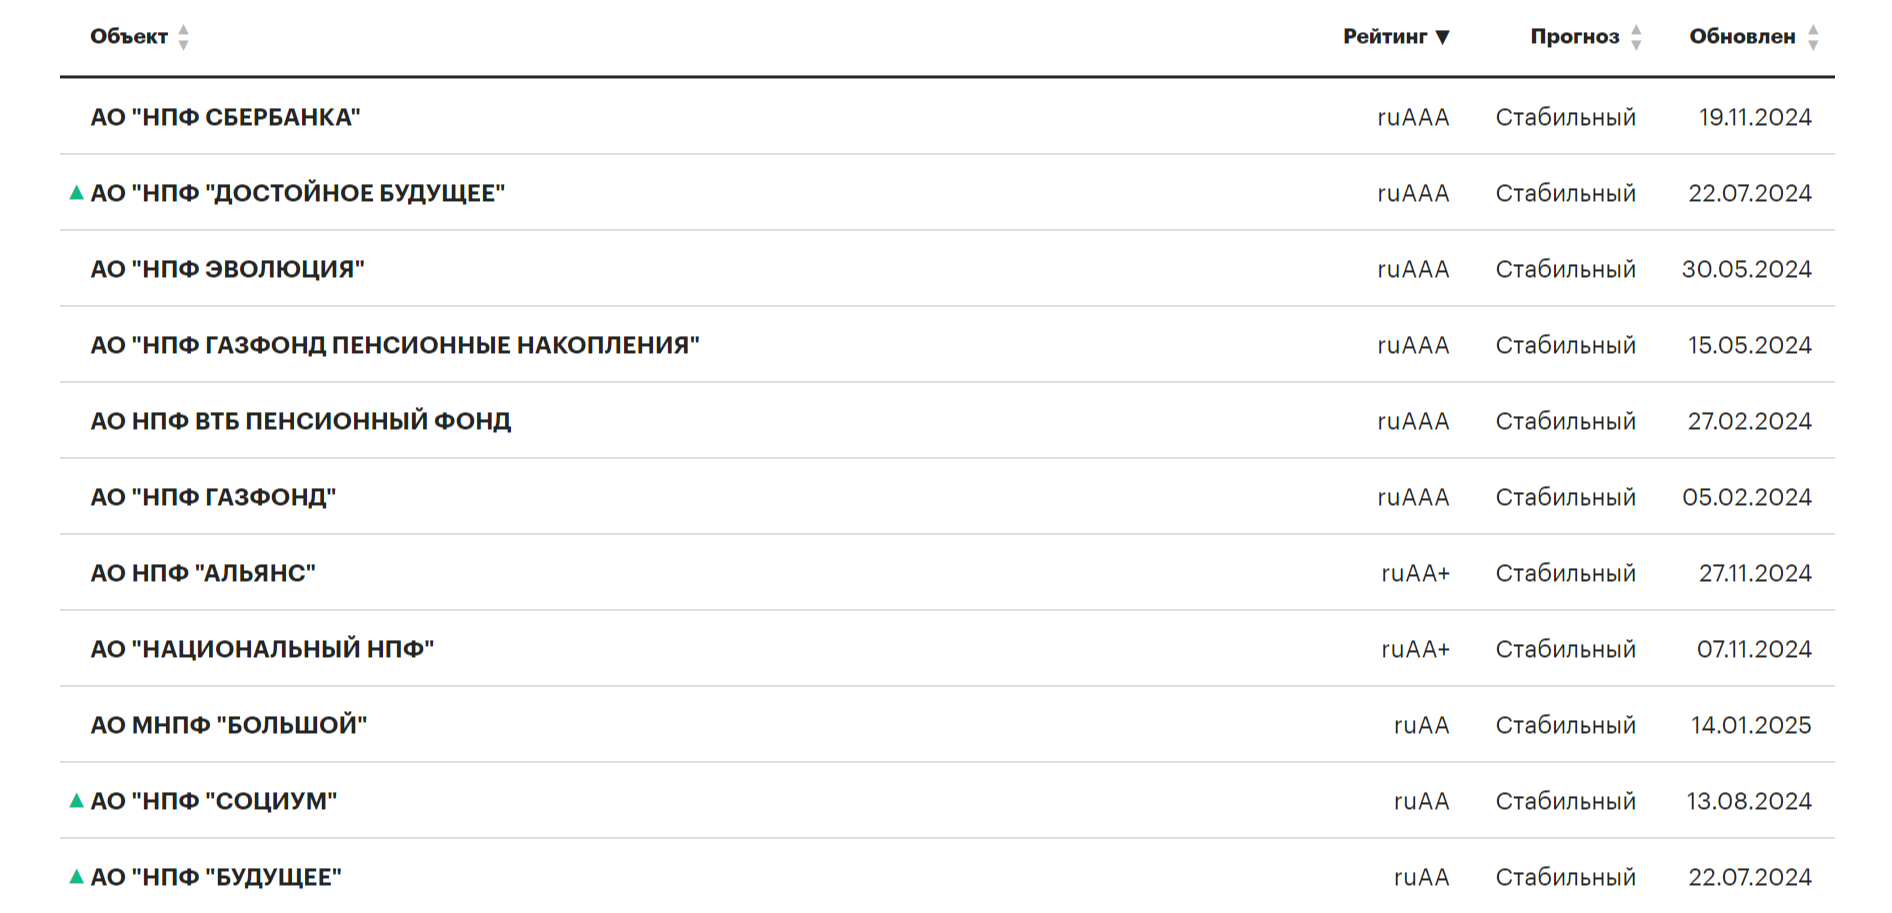 Объект Рейтинг ▼ Прогноз Обновлен
АО "НПФ СБЕРБАНКА" ruAAA Стабильный 19.11.2024
▲ АО "НПФ "ДОСТОЙНОЕ БУДУЩЕЕ" ruAAA Стабильный 22.07.2024
АО "НПФ ЭВОЛЮЦИЯ" ruAAA Стабильный 30.05.2024
АО "НПФ ГАЗФОНД ПЕНСИОННЫЕ НАКОПЛЕНИЯ" ruAAA Стабильный 15.05.2024
АО НПФ ВТБ ПЕНСИОННЫЙ ФОНД ruAAA Стабильный 27.02.2024
АО "НПФ ГАЗФОНД" ruAAA Стабильный 05.02.2024
АО НПФ "АЛЬЯНС" ruAA+ Стабильный 27.11.2024
АО "НАЦИОНАЛЬНЫЙ НПФ" ruAA+ Стабильный 07.11.2024
АО МНПФ "БОЛЬШОЙ" ruAA Стабильный 14.01.2025
▲ АО "НПФ "СОЦИУМ" ruAA Стабильный 13.08.2024
▲ АО "НПФ "БУДУЩЕЕ" ruAA Стабильный 22.07.2024